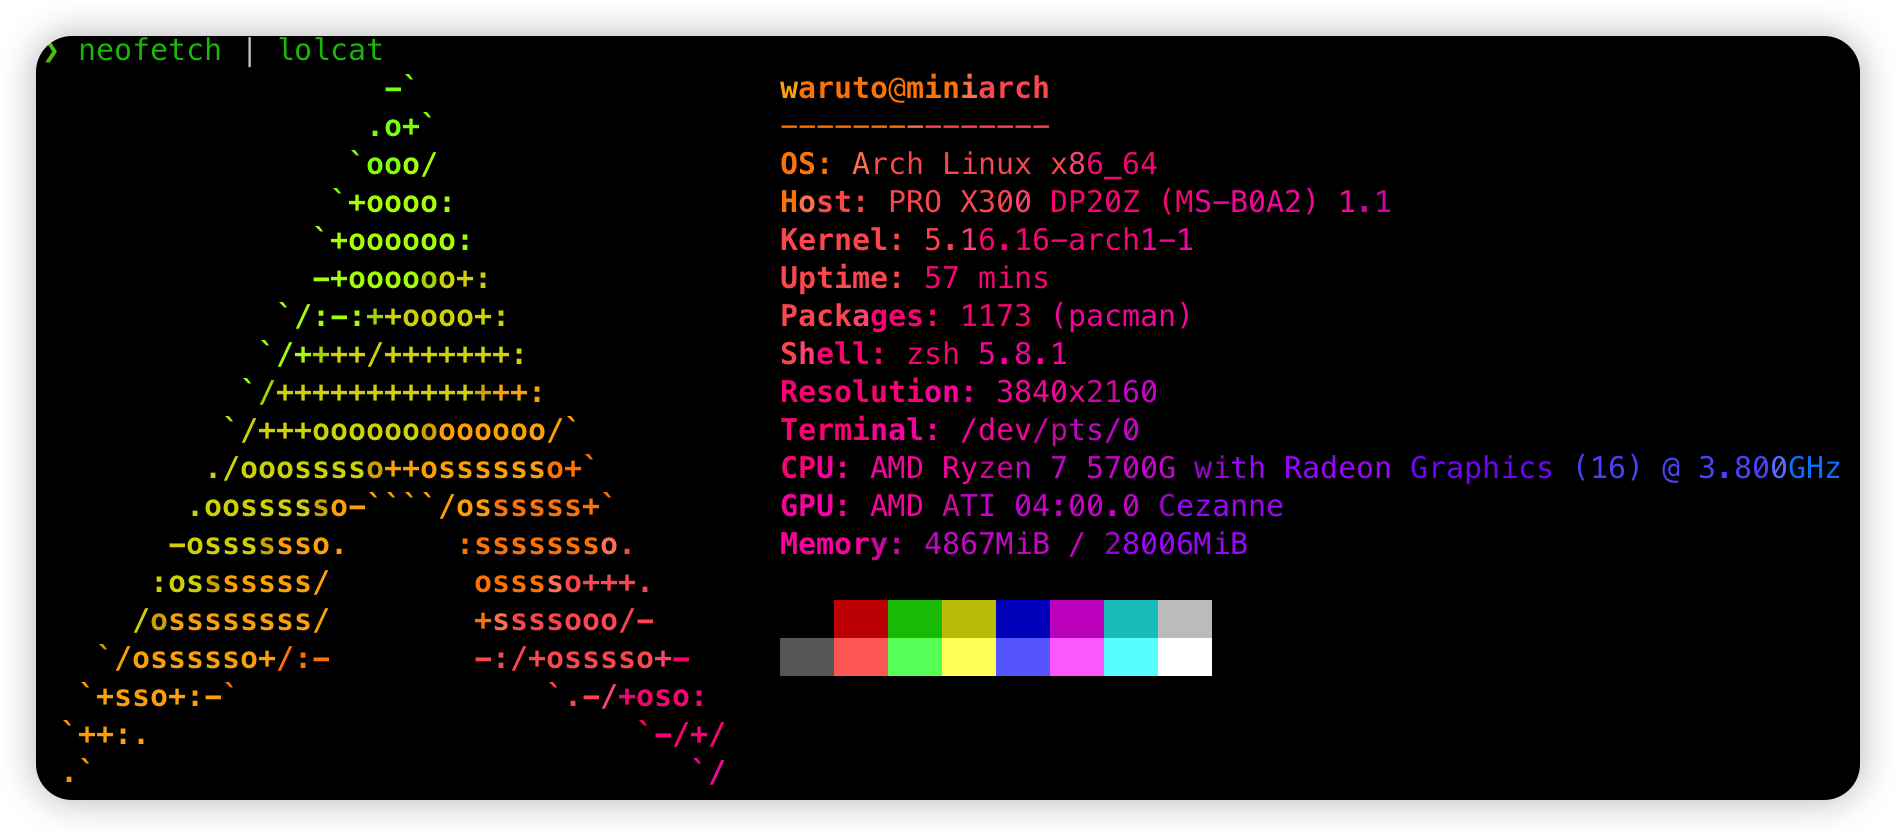 ❯ neofetch | lolcat
                   -`
                  .o+`
                 `ooo/
                `+oooo:
               `+oooooo:
               -+oooooo+:
             `/:-:++oooo+:
            `/++++/+++++++:
           `/++++++++++++++:
          `/+++ooooooooooooo/`
         ./ooosssso++osssssso+`
        .oossssso-````/ossssss+`
       -osssssso.      :ssssssso.
      :osssssss/        osssso+++.
     /ossssssss/        +ssssooo/-
   `/ossssso+/:-        -:/+osssso+-
  `+sso+:-`                 `.-/+oso:
 `++:.                           `-/+/
 .`                                 `/
waruto@miniarch
---------------
OS: Arch Linux x86_64
Host: PRO X300 DP20Z (MS-B0A2) 1.1
Kernel: 5.16.16-arch1-1
Uptime: 57 mins
Packages: 1173 (pacman)
Shell: zsh 5.8.1
Resolution: 3840x2160
Terminal: /dev/pts/0
CPU: AMD Ryzen 7 5700G with Radeon Graphics (16) @ 3.800GHz
GPU: AMD ATI 04:00.0 Cezanne
Memory: 4867MiB / 28006MiB